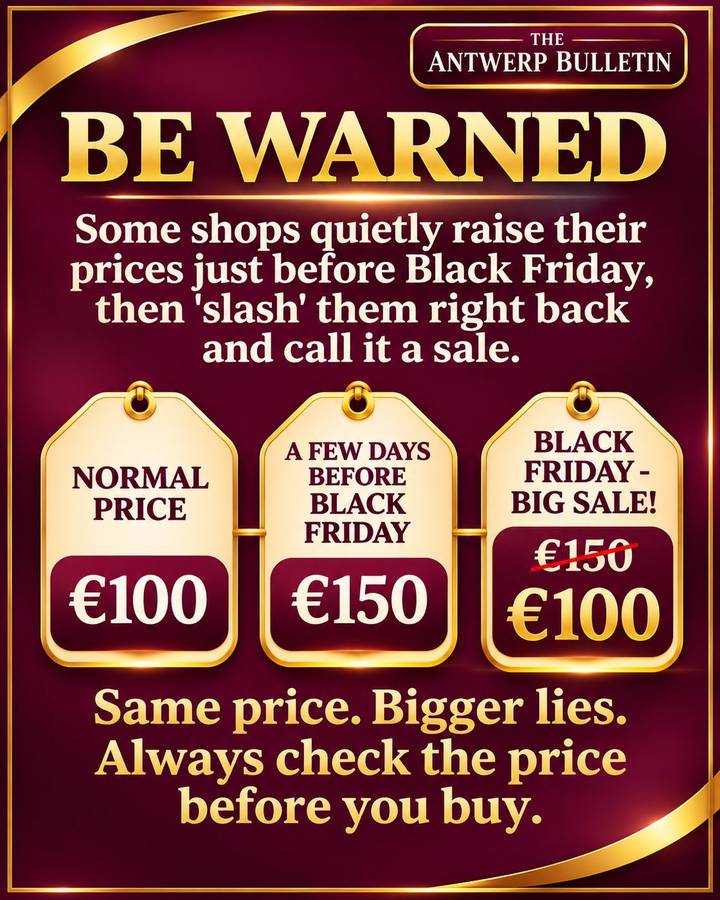 THE
ANTWERP BULLETIN
BE WARNED
Some shops quietly raise their
prices just before Black Friday,
then 'slash' them right back
and call it a sale.
NORMAL
PRICE
€100
A FEW DAYS
BEFORE
BLACK
FRIDAY
€150
BLACK
FRIDAY -
BIG SALE!
€150
€100
Same price. Bigger lies.
Always check the price
before you buy.